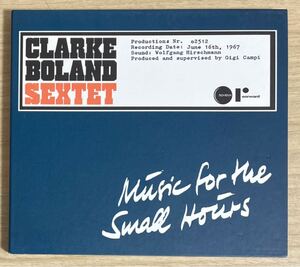 CLARKE
BOLAND
SEXTET
Productions Nr. 62512
Recording Date: June 16th, 1967
Sound: Wolfgang Hirschmann
Produced and supervised by Gigi Campi
Music for the
Small Hours